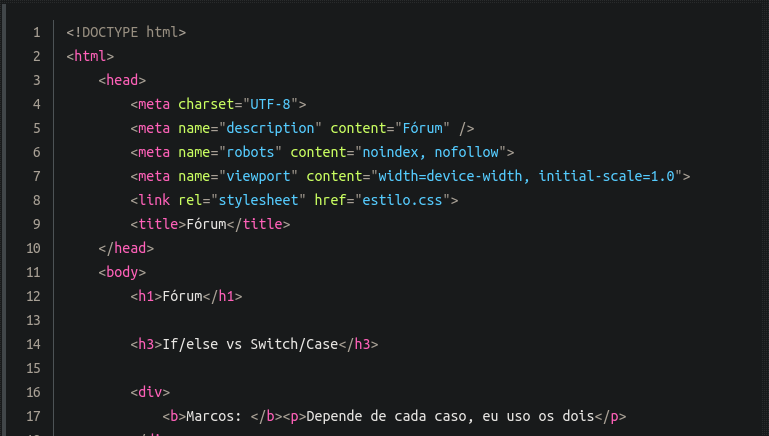 1 <!DOCTYPE html>
2 <html>
3 <head>
4 <meta charset="UTF-8">
5 <meta name="description" content="Fórum" />
6 <meta name="robots" content="noindex, nofollow">
7 <meta name="viewport" content="width=device-width, initial-scale=1.0">
8 <link rel="stylesheet" href="estilo.css">
9 <title>Fórum</title>
10 </head>
11 <body>
12 <h1>Fórum</h1>
13
14 <h3>If/else vs Switch/Case</h3>
15
16 <div>
17 <b>Marcos: </b><p>Depende de cada caso, eu uso os dois</p>